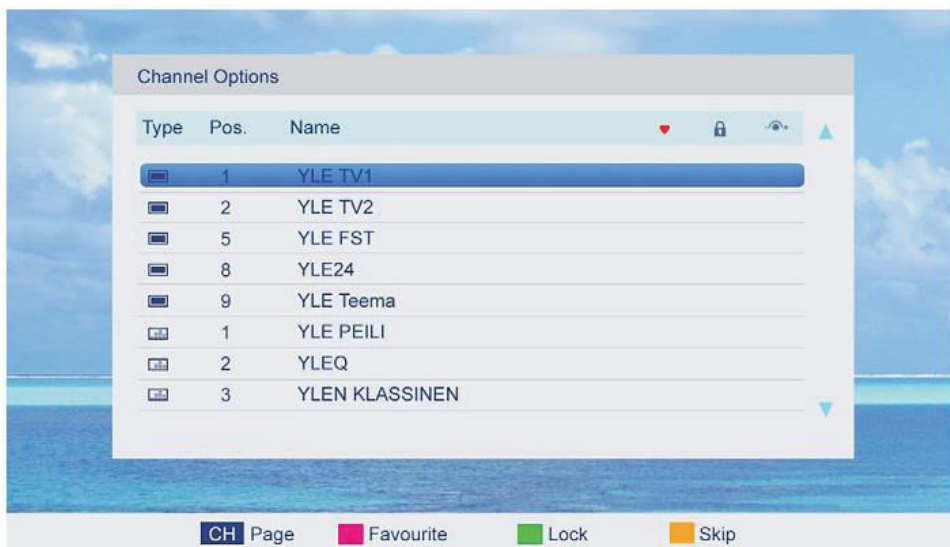 Channel Options
Type Pos. Name
1 YLE TV1
2 YLE TV2
5 YLE FST
8 YLE24
9 YLE Teema
1 YLE PEILI
2 YLEQ
3 YLEN KLASSINEN
CH Page Favourite Lock Skip